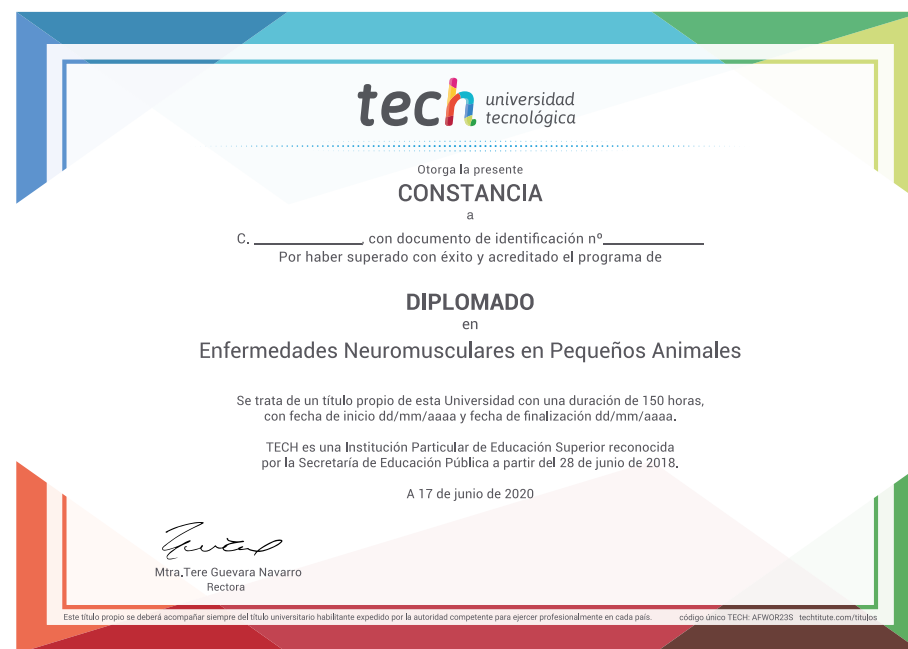 tech universidad
tecnológica
Otorga la presente
CONSTANCIA
a
C. ____________, con documento de identificación nº____________
Por haber superado con éxito y acreditado el programa de
DIPLOMADO
en
Enfermedades Neuromusculares en Pequeños Animales
Se trata de un título propio de esta Universidad con una duración de 150 horas,
con fecha de inicio dd/mm/aaaa y fecha de finalización dd/mm/aaaa.
TECH es una Institución Particular de Educación Superior reconocida
por la Secretaría de Educación Pública a partir del 28 de junio de 2018.
A 17 de junio de 2020
Mtra.Tere Guevara Navarro
Rectora
Este título propio se deberá acompañar siempre del título universitario habilitante expedido por la autoridad competente para ejercer profesionalmente en cada país. código único TECH: AFWOR23S techtitute.com/titulos